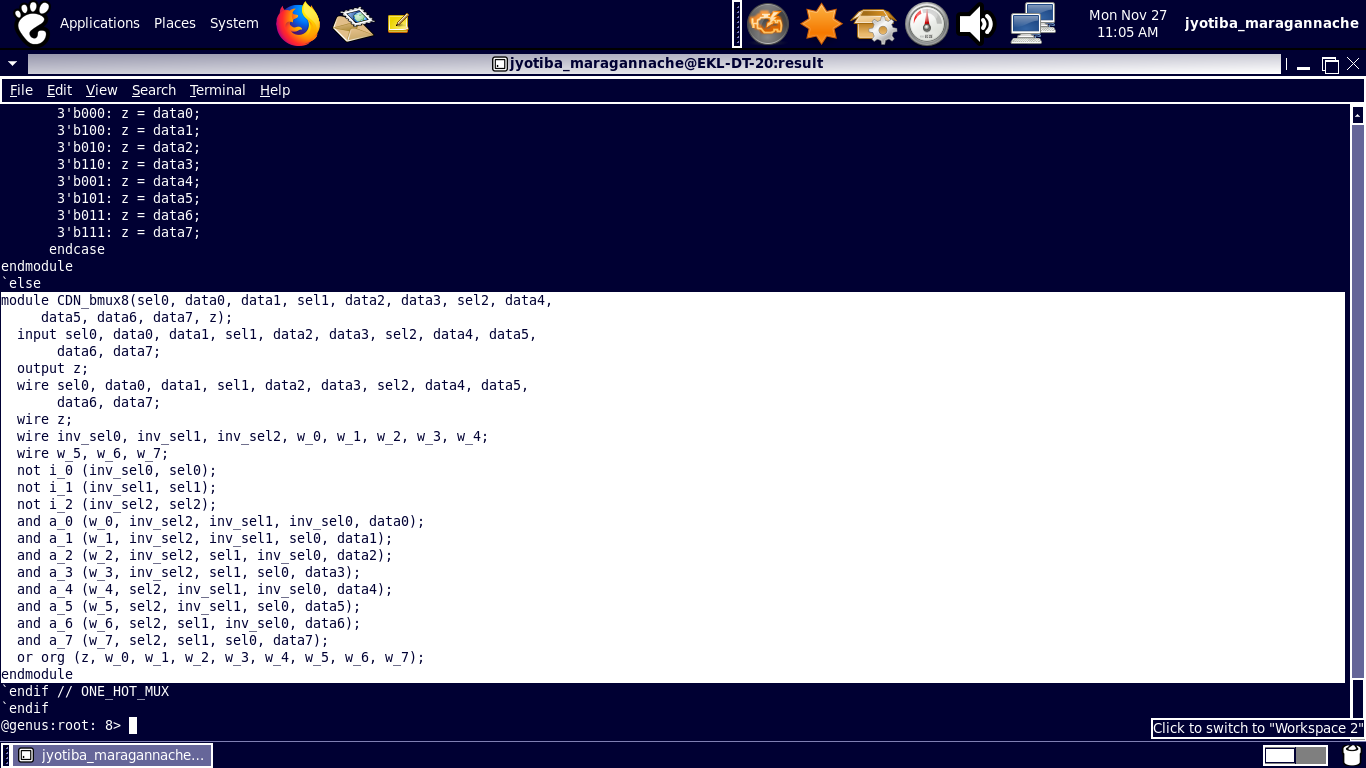 Applications Places System
Mon Nov 27
11:05 AM
jyotiba_maragannache
jyotiba_maragannache@EKL-DT-20:result
File Edit View Search Terminal Help
3'b000: z = data0;
3'b100: z = data1;
3'b010: z = data2;
3'b110: z = data3;
3'b001: z = data4;
3'b101: z = data5;
3'b011: z = data6;
3'b111: z = data7;
endcase
endmodule
`else
module CDN_bmux8(sel0, data0, data1, sel1, data2, data3, sel2, data4,
data5, data6, data7, z);
input sel0, data0, data1, sel1, data2, data3, sel2, data4, data5,
data6, data7;
output z;
wire sel0, data0, data1, sel1, data2, data3, sel2, data4, data5,
data6, data7;
wire z;
wire inv_sel0, inv_sel1, inv_sel2, w_0, w_1, w_2, w_3, w_4;
wire w_5, w_6, w_7;
not i_0 (inv_sel0, sel0);
not i_1 (inv_sel1, sel1);
not i_2 (inv_sel2, sel2);
and a_0 (w_0, inv_sel2, inv_sel1, inv_sel0, data0);
and a_1 (w_1, inv_sel2, inv_sel1, sel0, data1);
and a_2 (w_2, inv_sel2, sel1, inv_sel0, data2);
and a_3 (w_3, inv_sel2, sel1, sel0, data3);
and a_4 (w_4, sel2, inv_sel1, inv_sel0, data4);
and a_5 (w_5, sel2, inv_sel1, sel0, data5);
and a_6 (w_6, sel2, sel1, inv_sel0, data6);
and a_7 (w_7, sel2, sel1, sel0, data7);
or org (z, w_0, w_1, w_2, w_3, w_4, w_5, w_6, w_7);
endmodule
`endif // ONE_HOT_MUX
`endif
@genus:root: 8>
Click to switch to "Workspace 2"
jyotiba_maragannache...